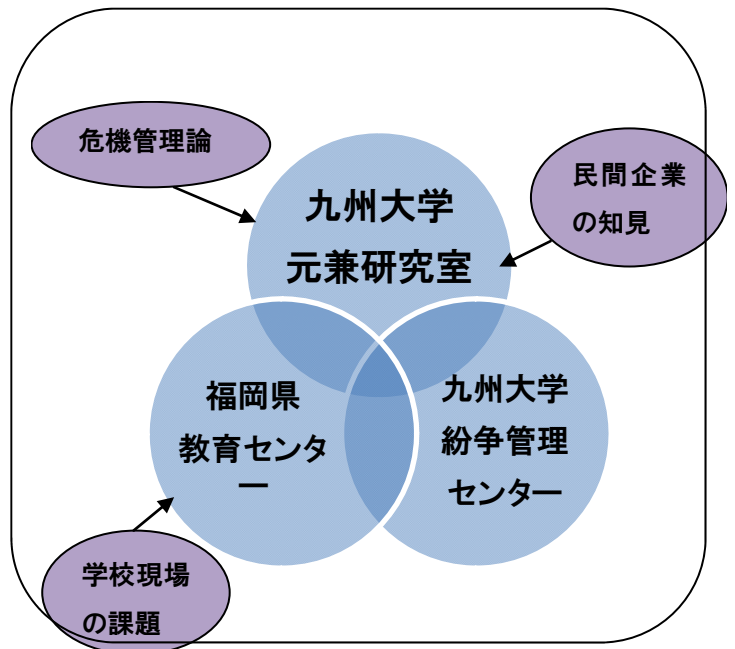 危機管理論
民間企業
の知見
九州大学
元兼研究室
福岡県
教育センタ
ー
九州大学
紛争管理
センター
学校現場
の課題